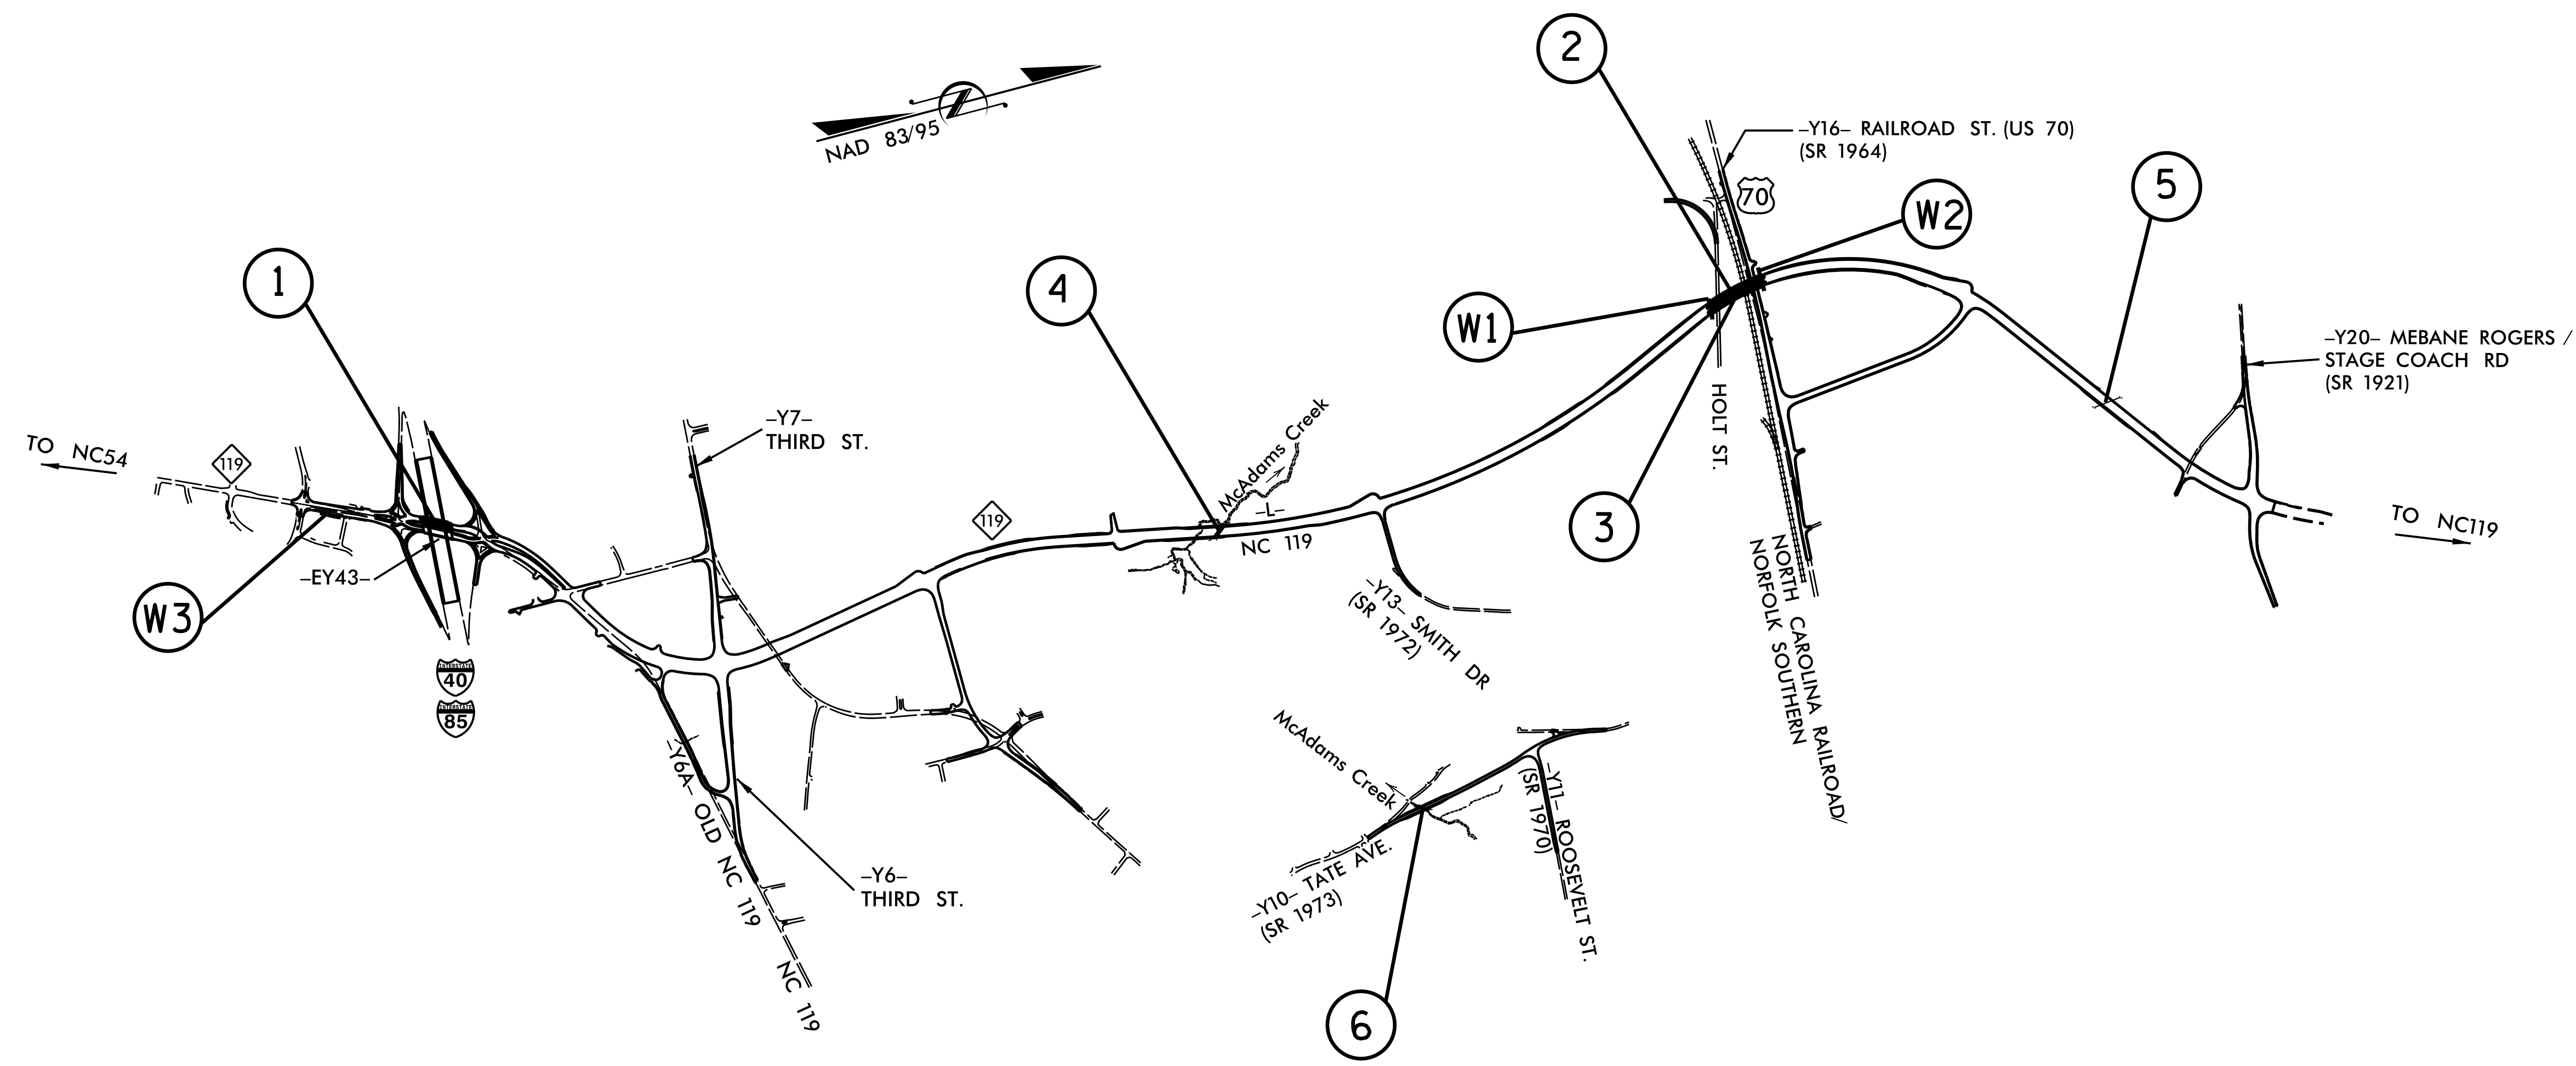 2
NAD 83/95
–Y16– RAILROAD ST. (US 70)
(SR 1964)
70
W2
5
1
4
W1
–Y20– MEBANE ROGERS /
STAGE COACH RD
(SR 1921)
HOLT ST.
–Y7–
THIRD ST.
McAdams Creek
TO NC54
119
119
–L–
NC 119
3
TO NC119
–EY43–
W3
–Y13– SMITH DR
(SR 1972)
NORTH CAROLINA RAILROAD/
NORFOLK SOUTHERN
INTERSTATE
40
INTERSTATE
85
McAdams Creek
–Y6A– OLD NC 119
–Y11– ROOSEVELT ST.
(SR 1970)
–Y6–
THIRD ST.
–Y10– TATE AVE.
(SR 1973)
NC 119
6